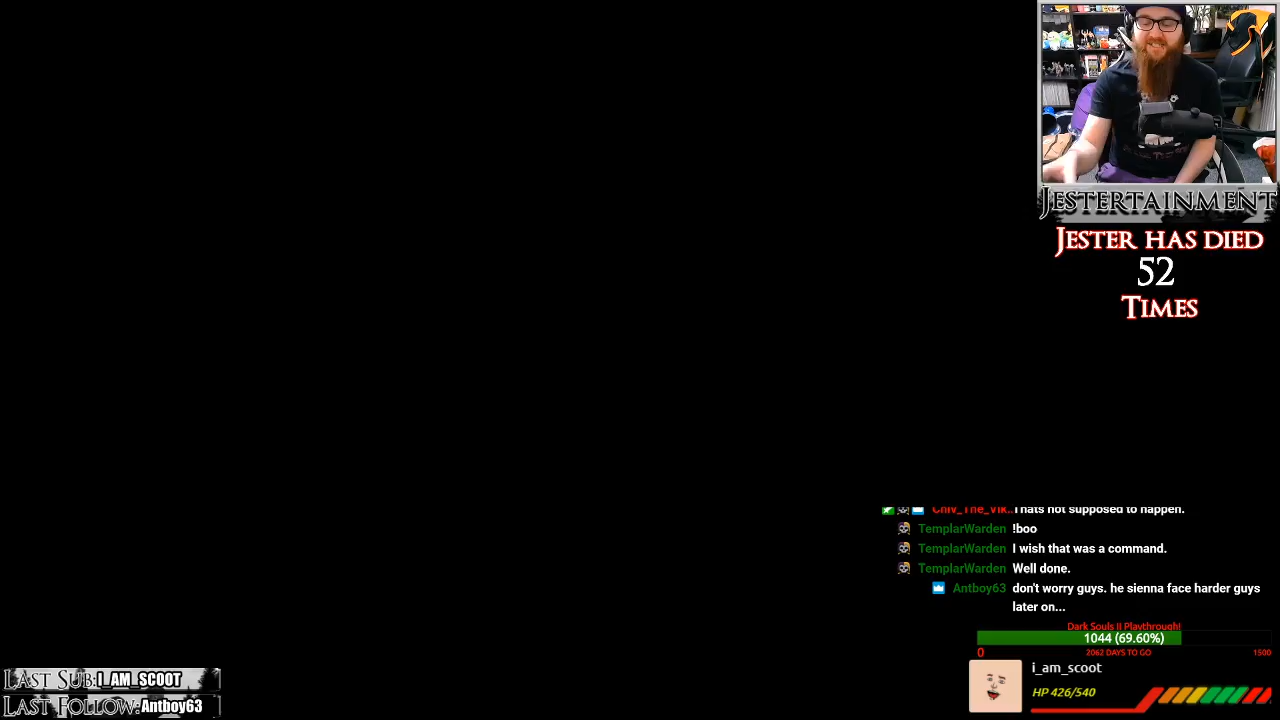 JESTERTAINMENT
JESTER HAS DIED
52
TIMES
Chiv_The_Vik.. Thats not supposed to happen.
TemplarWarden !boo
TemplarWarden I wish that was a command.
TemplarWarden Well done.
Antboy63 don't worry guys. he sienna face harder guys
later on...
Dark Souls II Playthrough!
1044 (69.60%)
0 2062 DAYS TO GO 1500
i_am_scoot
HP 426/540
LAST SUB: I_AM_SCOOT
LAST FOLLOW: Antboy63